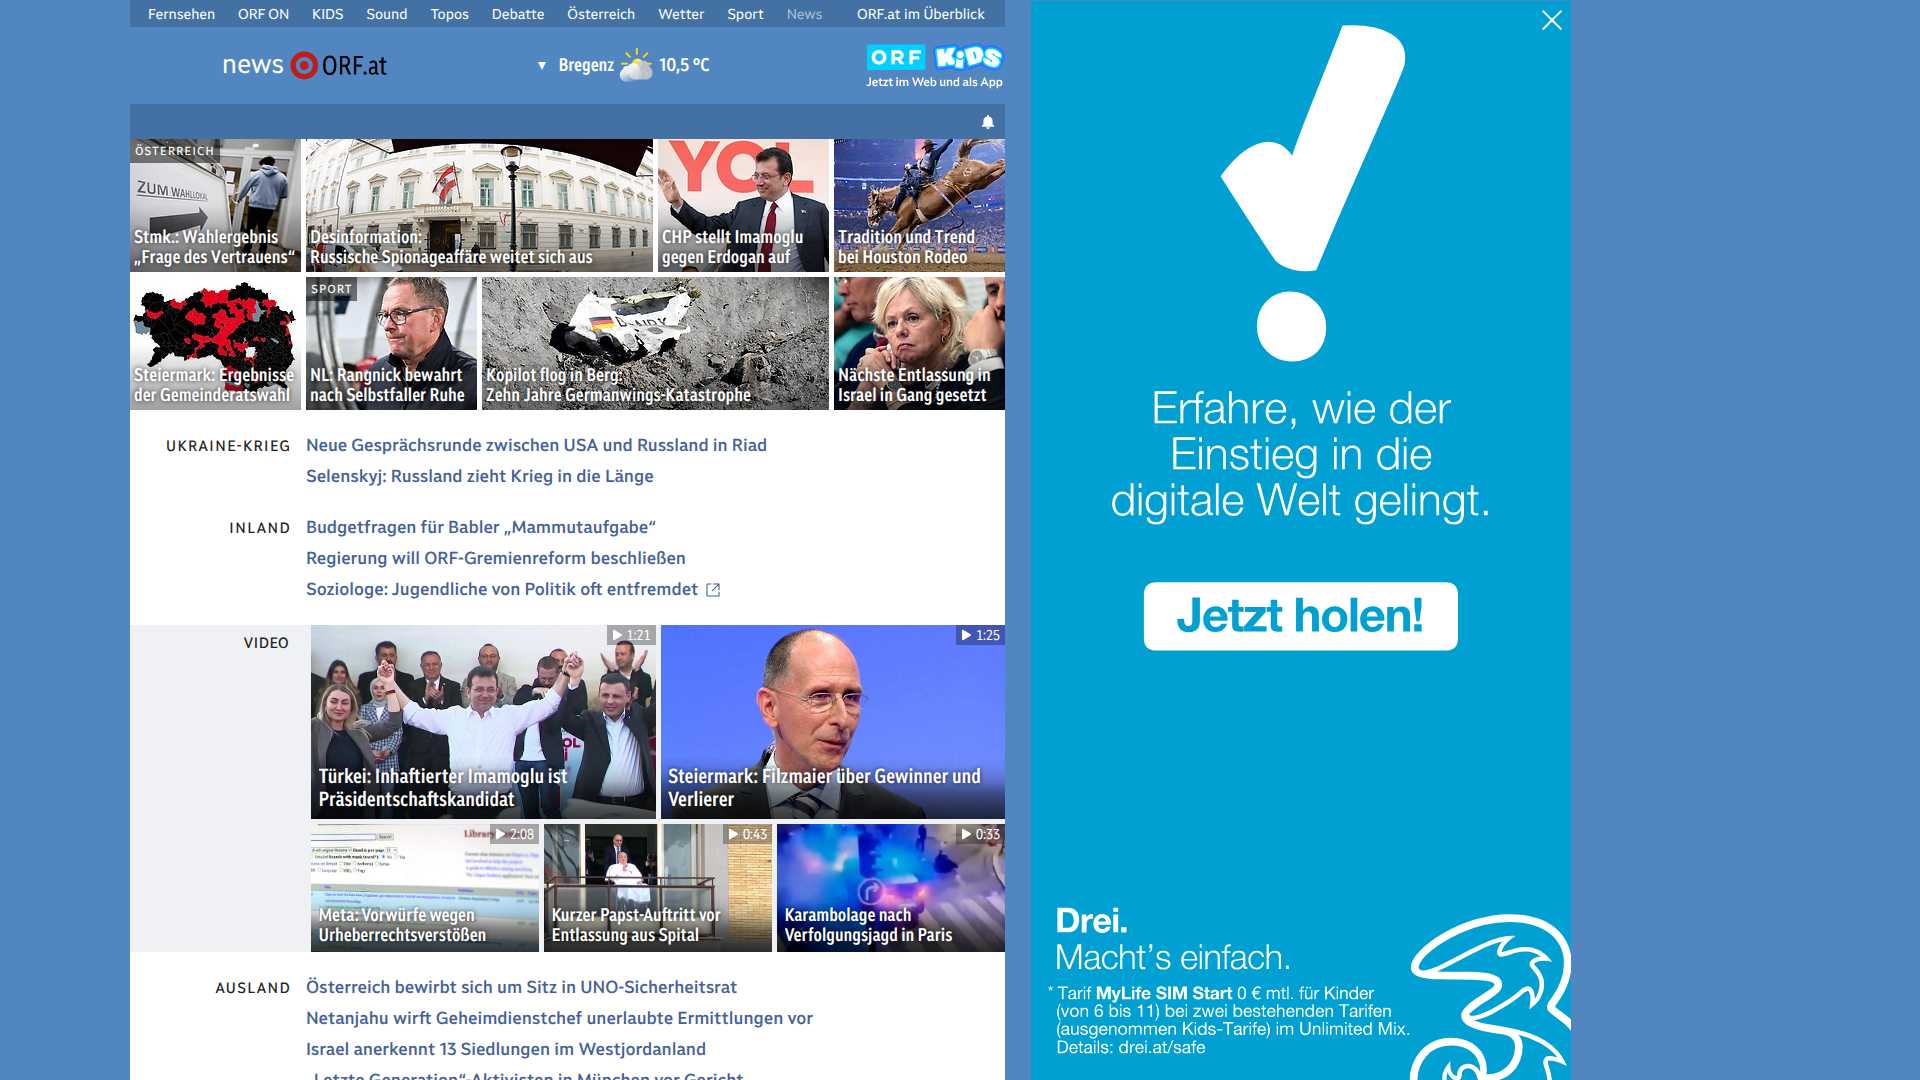 Fernsehen ORF ON KIDS Sound Topos Debatte Österreich Wetter Sport News ORF.at im Überblick
news ORF.at
Bregenz 10,5 °C
ORF KiDS
Jetzt im Web und als App
ÖSTERREICH
ZUM WAHLLOKAL
Stmk.: Wahlergebnis
„Frage des Vertrauens“
Desinformation:
Russische Spionageaffäre weitet sich aus
YOL
CHP stellt Imamoglu
gegen Erdogan auf
Tradition und Trend
bei Houston Rodeo
Steiermark: Ergebnisse
der Gemeinderatswahl
SPORT
NL: Rangnick bewahrt
nach Selbstfaller Ruhe
Kopilot flog in Berg:
Zehn Jahre Germanwings-Katastrophe
Nächste Entlassung in
Israel in Gang gesetzt
UKRAINE-KRIEG
Neue Gesprächsrunde zwischen USA und Russland in Riad
Selenskyj: Russland zieht Krieg in die Länge
INLAND
Budgetfragen für Babler „Mammutaufgabe“
Regierung will ORF-Gremienreform beschließen
Soziologe: Jugendliche von Politik oft entfremdet
VIDEO
1:21
Türkei: Inhaftierter Imamoglu ist
Präsidentschaftskandidat
1:25
Steiermark: Filzmaier über Gewinner und
Verlierer
2:08
Meta: Vorwürfe wegen
Urheberrechtsverstößen
0:43
Kurzer Papst-Auftritt vor
Entlassung aus Spital
0:33
Karambolage nach
Verfolgungsjagd in Paris
AUSLAND
Österreich bewirbt sich um Sitz in UNO-Sicherheitsrat
Netanjahu wirft Geheimdienstchef unerlaubte Ermittlungen vor
Israel anerkennt 13 Siedlungen im Westjordanland
„Letzte Generation“-Aktivisten in München vor Gericht
Erfahre, wie der
Einstieg in die
digitale Welt gelingt.
Jetzt holen!
Drei.
Macht's einfach.
* Tarif MyLife SIM Start 0 € mtl. für Kinder
(von 6 bis 11) bei zwei bestehenden Tarifen
(ausgenommen Kids-Tarife) im Unlimited Mix.
Details: drei.at/safe